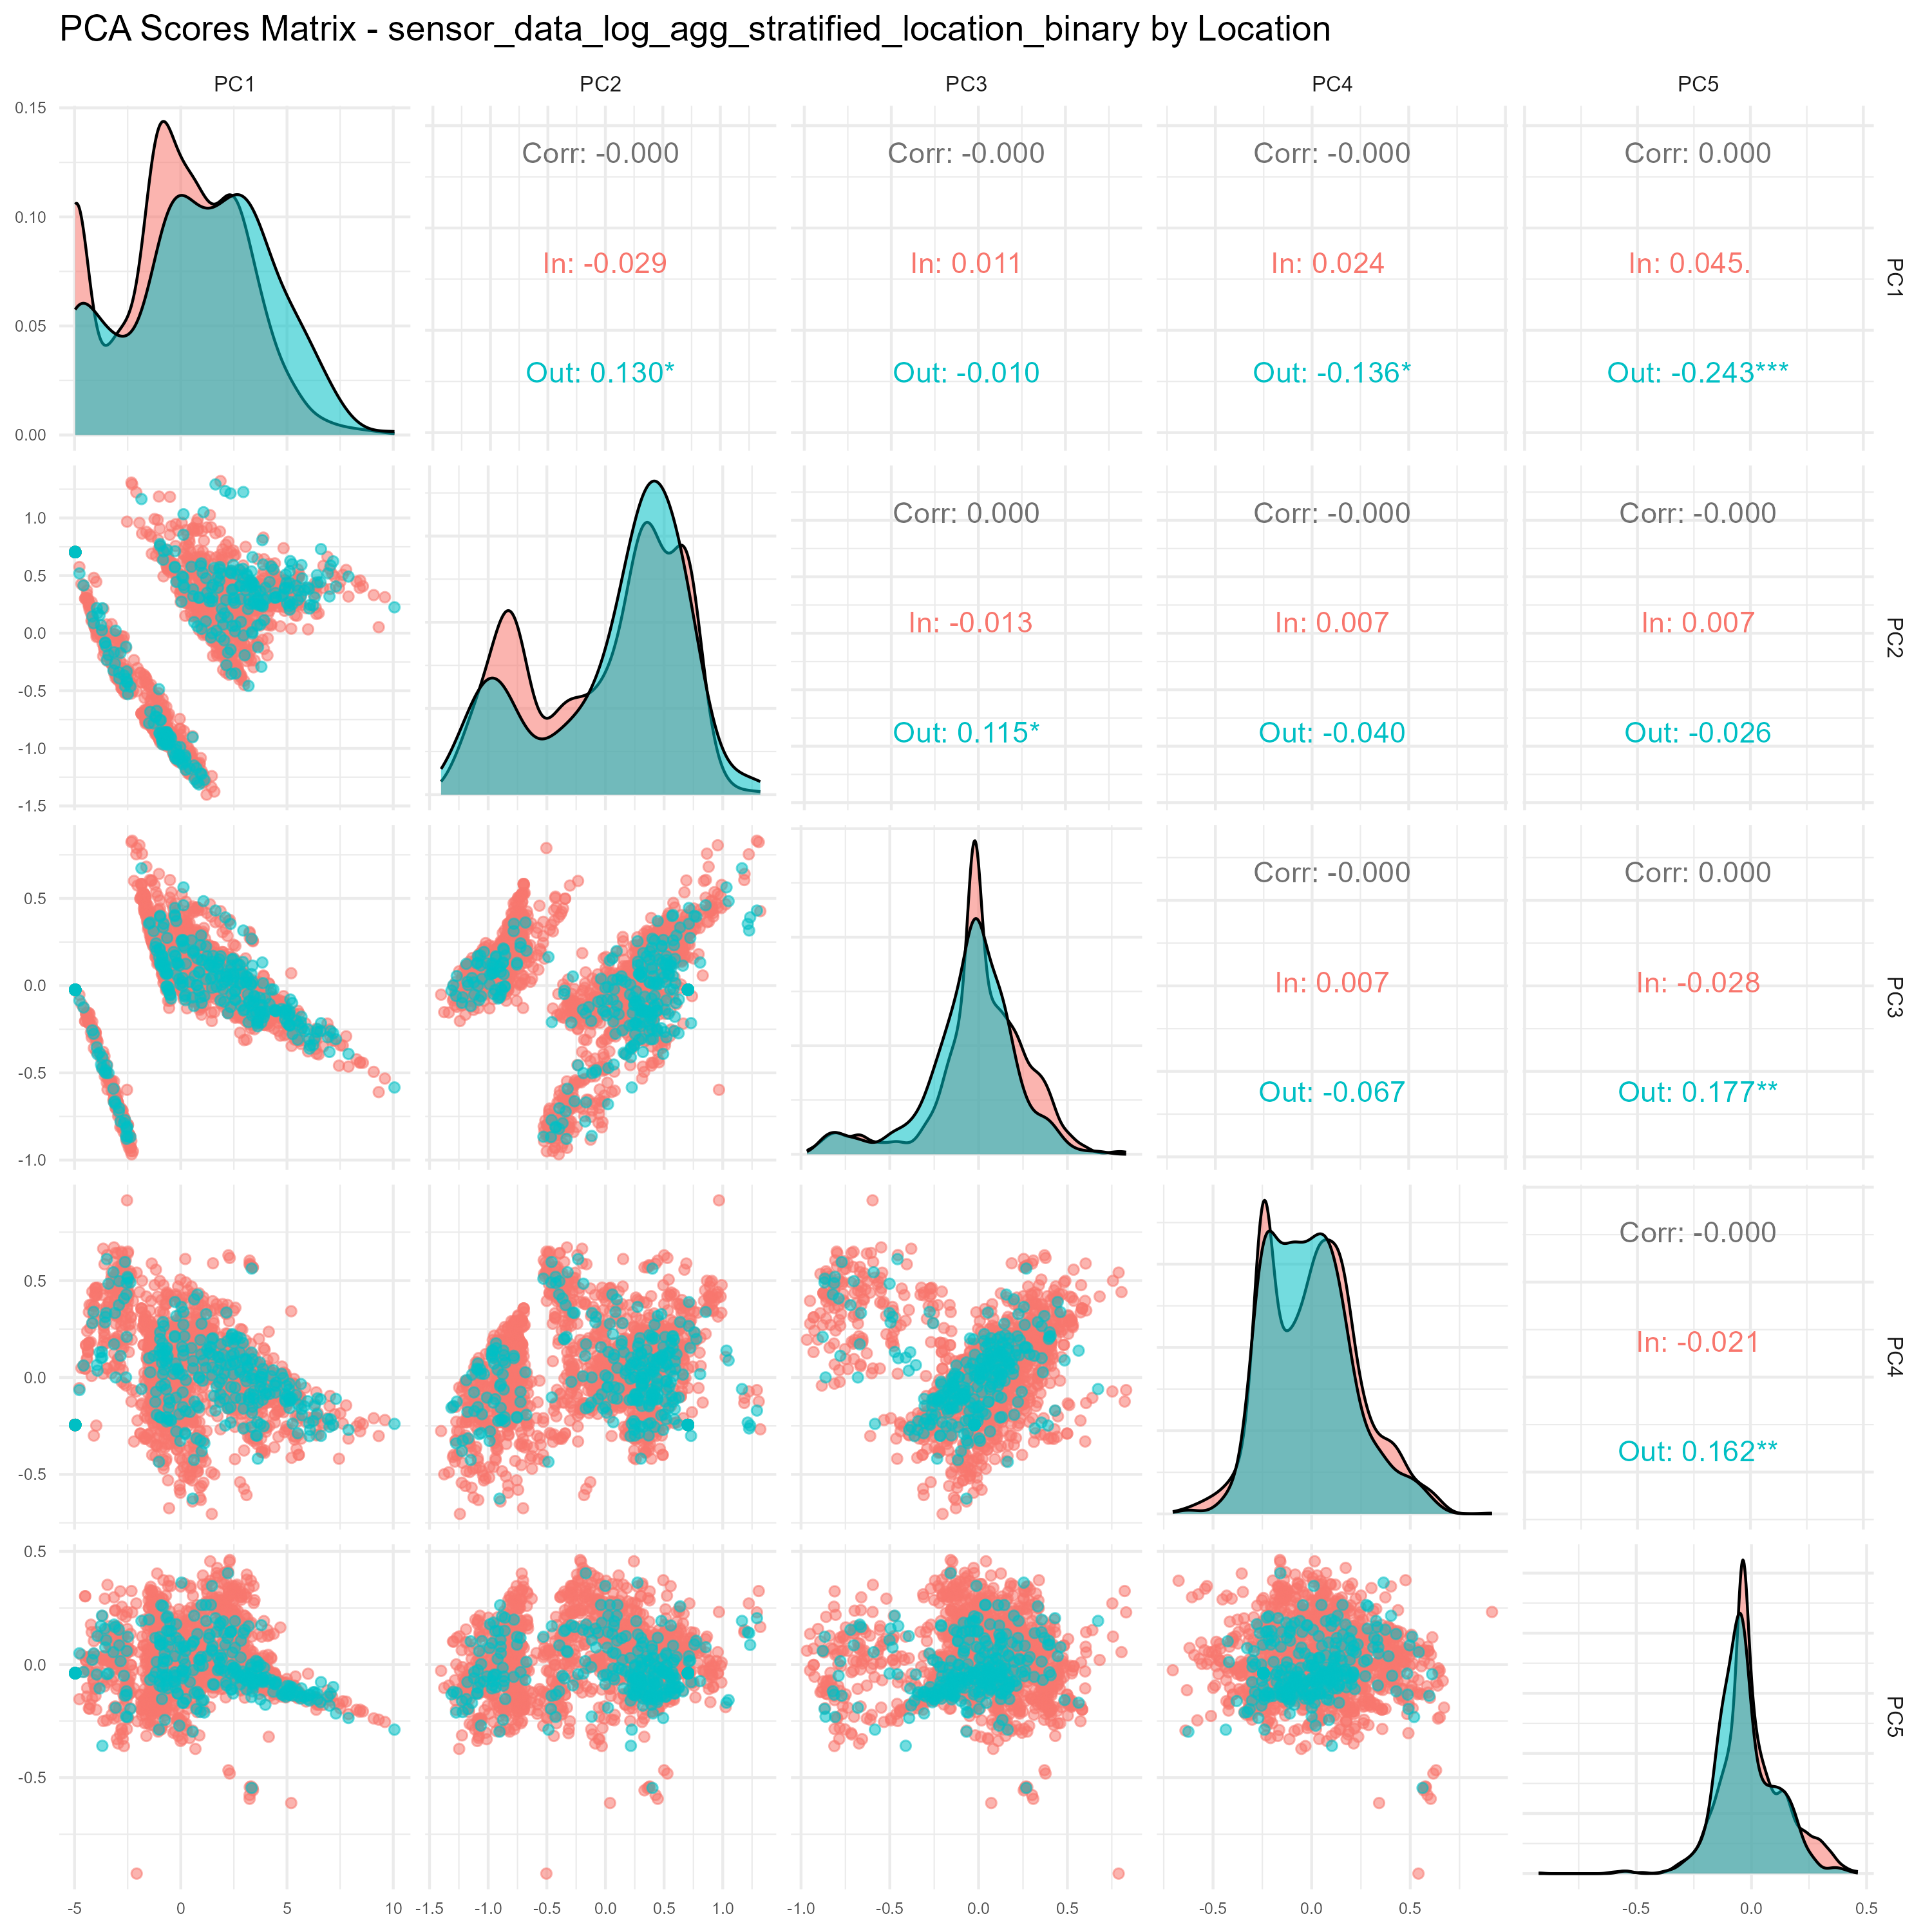 PCA Scores Matrix - sensor_data_log_agg_stratified_location_binary by Location
PC1 PC2 PC3 PC4 PC5
0.15
0.10
0.05
0.00
Corr: -0.000
In: -0.029
Out: 0.130*
Corr: -0.000
In: 0.011
Out: -0.010
Corr: -0.000
In: 0.024
Out: -0.136*
Corr: 0.000
In: 0.045.
Out: -0.243***
PC1
1.0
0.5
0.0
-0.5
-1.0
-1.5
Corr: 0.000
In: -0.013
Out: 0.115*
Corr: -0.000
In: 0.007
Out: -0.040
Corr: -0.000
In: 0.007
Out: -0.026
PC2
0.5
0.0
-0.5
-1.0
Corr: -0.000
In: 0.007
Out: -0.067
Corr: 0.000
In: -0.028
Out: 0.177**
PC3
0.5
0.0
-0.5
Corr: -0.000
In: -0.021
Out: 0.162**
PC4
0.5
0.0
-0.5
PC5
-5 0 5 10 -1.5 -1.0 -0.5 0.0 0.5 1.0 -1.0 -0.5 0.0 0.5 -0.5 0.0 0.5 -0.5 0.0 0.5